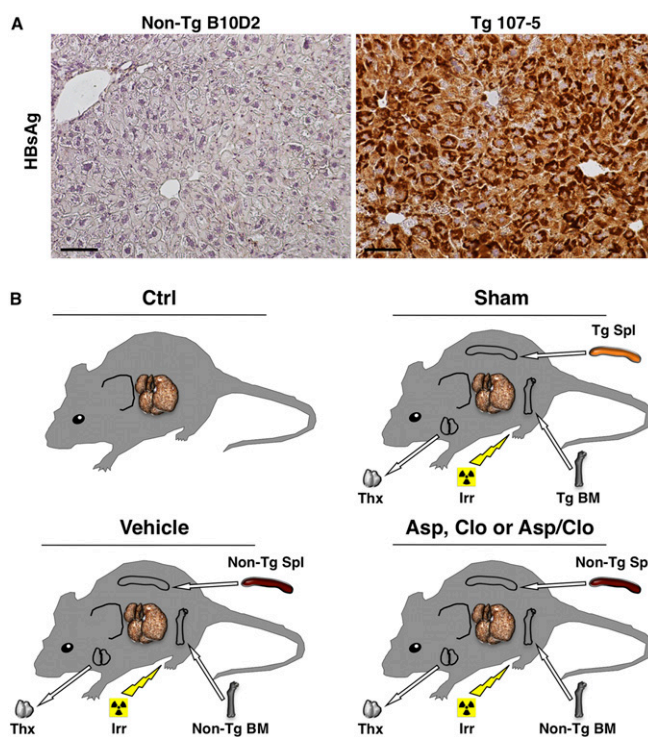 A
Non-Tg B10D2
Tg 107-5
HBsAg
B
Ctrl
Sham
Tg Spl
Thx
Irr
Tg BM
Vehicle
Asp, Clo or Asp/Clo
Non-Tg Spl
Non-Tg Sp
Thx
Irr
Non-Tg BM
Thx
Irr
Non-Tg BM